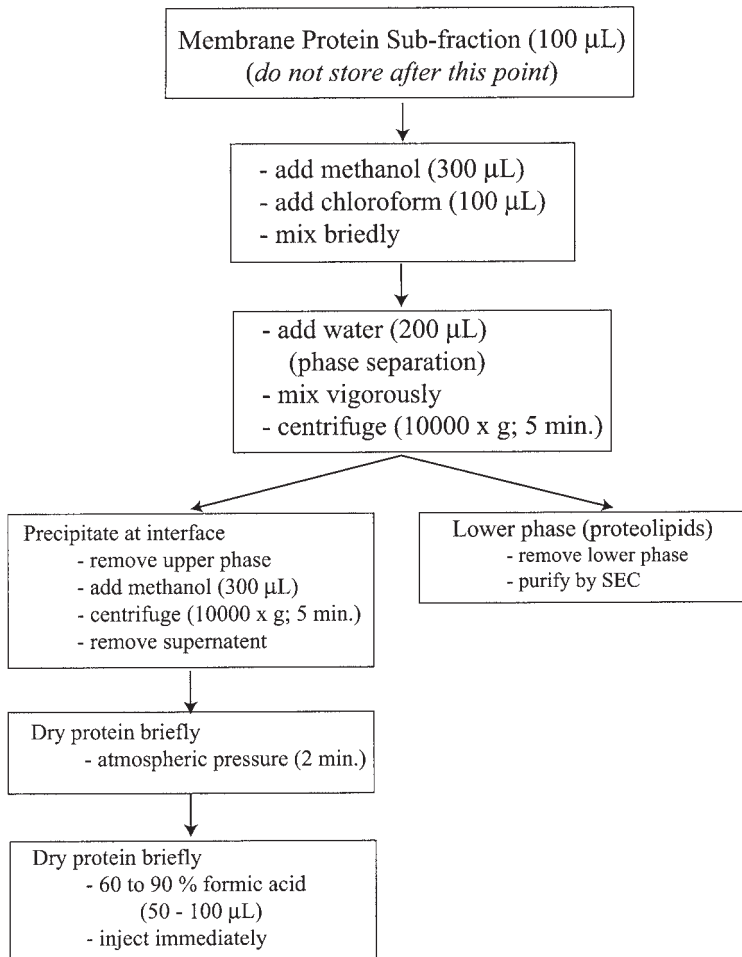 Membrane Protein Sub-fraction (100 µL)
(do not store after this point)
- add methanol (300 µL)
- add chloroform (100 µL)
- mix briedly
- add water (200 µL)
(phase separation)
- mix vigorously
- centrifuge (10000 x g; 5 min.)
Precipitate at interface
- remove upper phase
- add methanol (300 µL)
- centrifuge (10000 x g; 5 min.)
- remove supernatent
Lower phase (proteolipids)
- remove lower phase
- purify by SEC
Dry protein briefly
- atmospheric pressure (2 min.)
Dry protein briefly
- 60 to 90 % formic acid
(50 - 100 µL)
- inject immediately